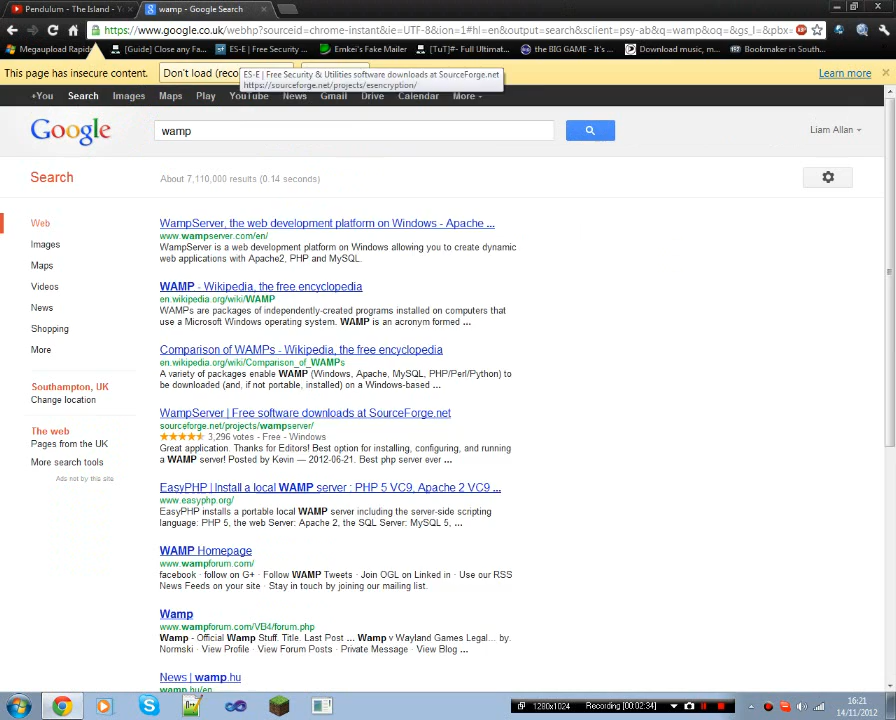 Pendulum - The Island - Y
wamp - Google Search
https://www.google.co.uk/webhp?sourceid=chrome-instant&ie=UTF-8&ion=1#hl=en&output=search&sclient=psy-ab&q=wamp&oq=&gs_l=&pbx=
Megaupload Rapids
[Guide] Close any Fa...
ES-E | Free Security ...
Emkei's Fake Mailer
[TuT]#- Full Ultimat...
the BIG GAME - It's ...
Download music, m...
Bookmaker in South...
This page has insecure content.
Don't load (reco
Learn more
ES-E | Free Security & Utilities software downloads at SourceForge.net
https://sourceforge.net/projects/esencryption/
+You Search Images Maps Play YouTube News Gmail Drive Calendar More
Google
wamp
Liam Allan
Search
About 7,110,000 results (0.14 seconds)
Web
Images
Maps
Videos
News
Shopping
More
Southampton, UK
Change location
The web
Pages from the UK
More search tools
Ads not by this site
WampServer, the web development platform on Windows - Apache ...
www.wampserver.com/en/
WampServer is a web development platform on Windows allowing you to create dynamic
web applications with Apache2, PHP and MySQL.
WAMP - Wikipedia, the free encyclopedia
en.wikipedia.org/wiki/WAMP
WAMPs are packages of independently-created programs installed on computers that
use a Microsoft Windows operating system. WAMP is an acronym formed ...
Comparison of WAMPs - Wikipedia, the free encyclopedia
en.wikipedia.org/wiki/Comparison_of_WAMPs
A variety of packages enable WAMP (Windows, Apache, MySQL, PHP/Perl/Python) to
be downloaded (and, if not portable, installed) on a Windows-based ...
WampServer | Free software downloads at SourceForge.net
sourceforge.net/projects/wampserver/
3,296 votes - Free - Windows
Great application. Thanks for Editors! Best option for installing, configuring, and running
a WAMP server! Posted by Kevin — 2012-06-21. Best php server ever ...
EasyPHP | Install a local WAMP server : PHP 5 VC9, Apache 2 VC9 ...
www.easyphp.org/
EasyPHP installs a portable local WAMP server including the server-side scripting
language: PHP 5, the web Server: Apache 2, the SQL Server: MySQL 5, ...
WAMP Homepage
www.wampforum.com/
facebook · follow on G+ · Follow WAMP Tweets · Join OGL on Linked in · Use our RSS
News Feeds on your site · Stay in touch by joining our mailing list.
Wamp
www.wampforum.com/VB4/forum.php
Wamp - Official Wamp Stuff. Title. Last Post ... Wamp v Wayland Games Legal... by.
Normski · View Profile · View Forum Posts · Private Message · View Blog ...
News | wamp.hu
wamp.hu/en
1280x1024
Recording [00:02:34]
16:21
14/11/2012